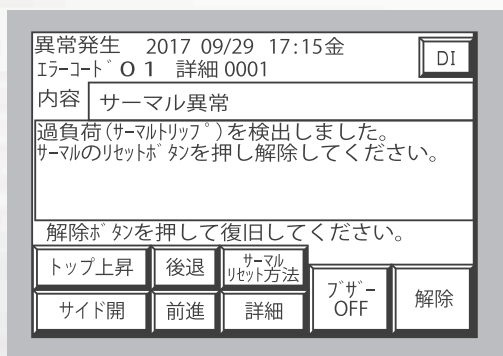 異常発生 2017 09/29 17:15金
ｴﾗｰｺｰﾄﾞ 01 詳細 0001
DI
内容 サーマル異常
過負荷(ｻｰﾏﾙﾄﾘｯﾌﾟ)を検出しました。
ｻｰﾏﾙのﾘｾｯﾄﾎﾞﾀﾝを押し解除してください。
解除ﾎﾞﾀﾝを押して復旧してください。
トップ上昇 後退 ｻｰﾏﾙ
ﾘｾｯﾄ方法
サイド開 前進 詳細
ﾌﾞｻﾞｰ
OFF
解除